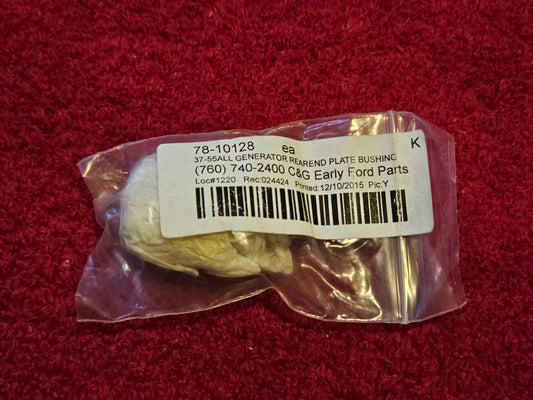 78-10128 ea K
37-55ALL GENERATOR REAREND PLATE BUSHING
(760) 740-2400 C&G Early Ford Parts
Loc#1220 Rec:024424 Printed:12/10/2015 Pic:Y